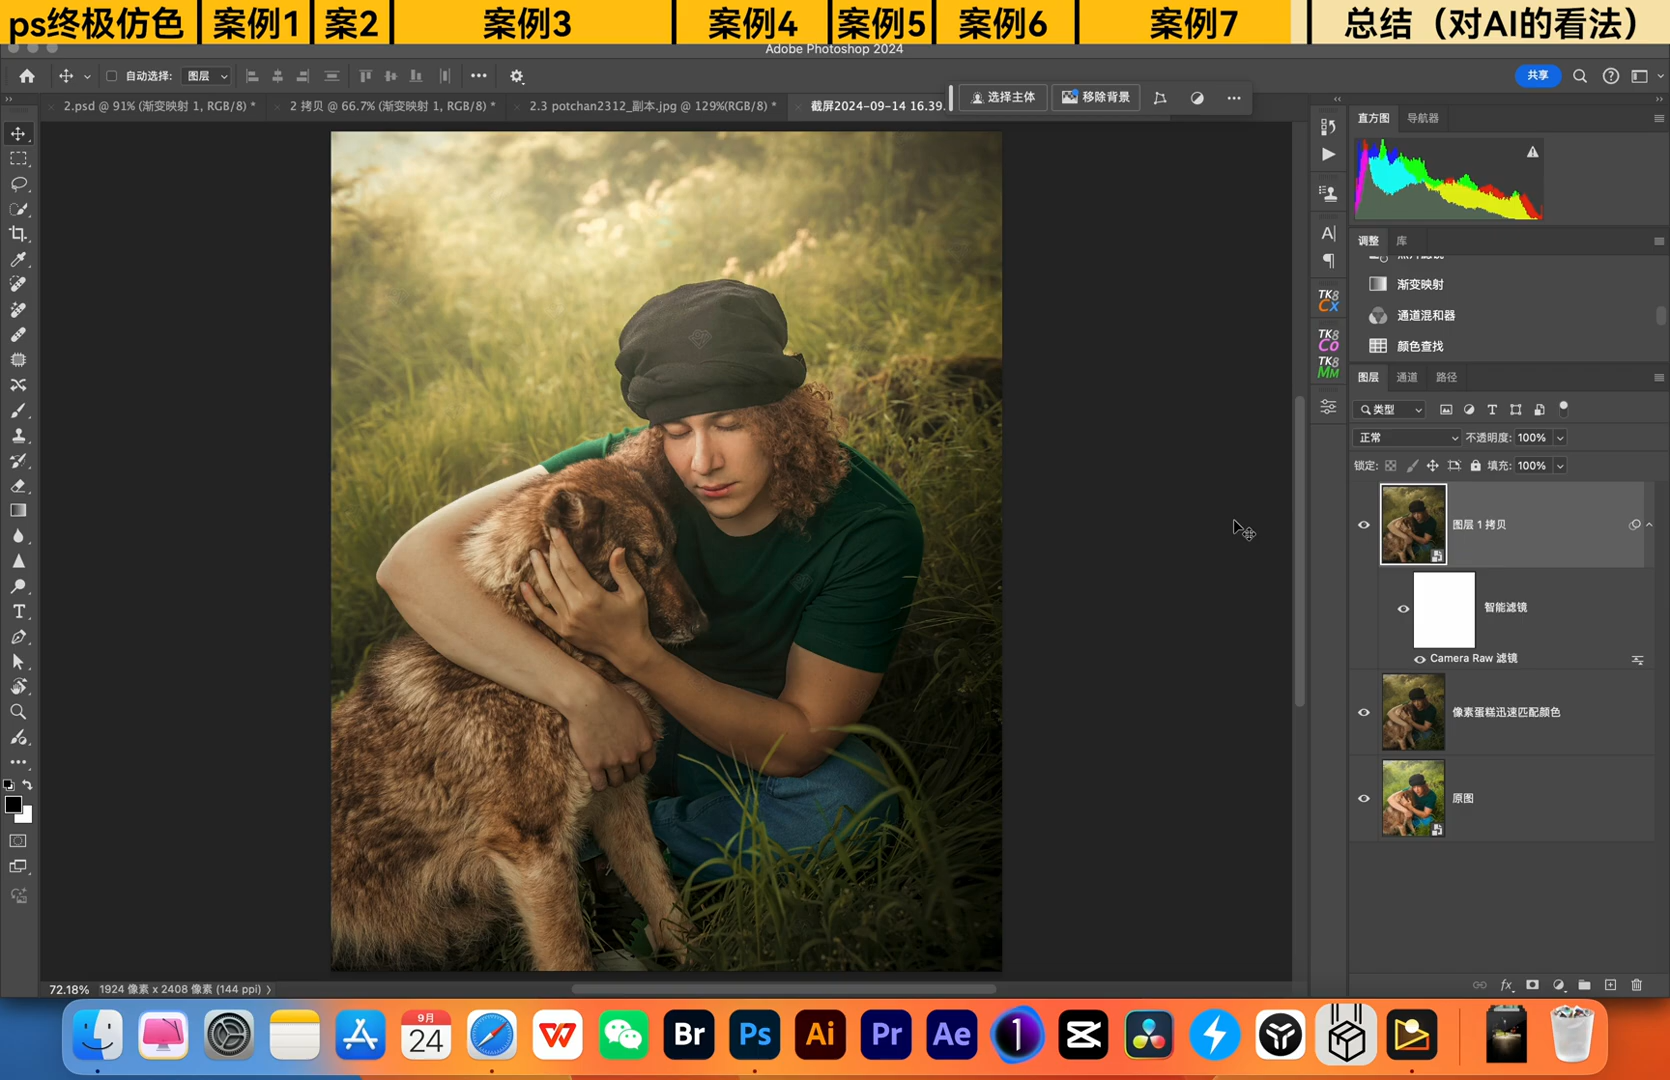 ps终极仿色 案例1 案2 案例3 案例4 案例5 案例6 案例7 总结（对AI的看法）
Adobe Photoshop 2024
自动选择: 图层 共享
2.psd @ 91% (渐变映射 1, RGB/8) * 2 拷贝 @ 66.7% (渐变映射 1, RGB/8) * 2.3 potchan2312_副本.jpg @ 129%(RGB/8) * 截屏2024-09-14 16.39.
选择主体 移除背景
直方图 导航器
调整 库
渐变映射
通道混和器
颜色查找
TK8
Cx
TK8
Co
TK8
MM
图层 通道 路径
类型
正常 不透明度: 100%
锁定: 填充: 100%
图层 1 拷贝
智能滤镜
Camera Raw 滤镜
像素蛋糕迅速匹配颜色
原图
fx
72.18% 1924 像素 x 2408 像素 (144 ppi)
9月
24
Br Ps Ai Pr Ae